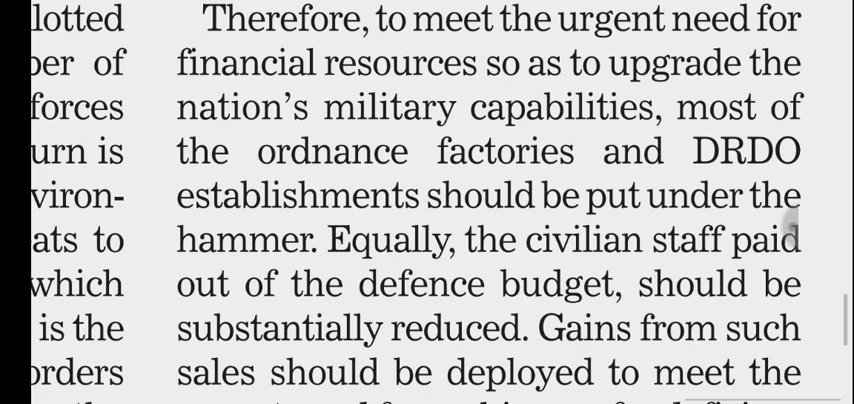 lotted
of
forces
urn is
viron-
ats to
which
is the
Therefore, to meet the urgent need for
financial resources so as to upgrade the
nation's military capabilities, most of
the ordnance factories and DRDO
establishments should be put under the
hammer. Equally, the civilian staff paid
out of the defence budget, should be
substantially reduced. Gains from such
sales should be deployed to meet the